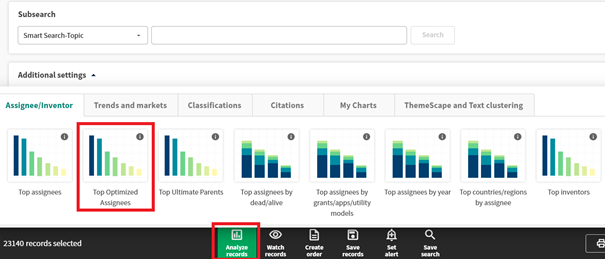 Subsearch
Smart Search-Topic
Search
Additional settings
Assignee/Inventor
Trends and markets
Classifications
Citations
My Charts
ThemeScape and Text clustering
Top assignees
Top Optimized
Assignees
Top Ultimate Parents
Top assignees by
dead/alive
Top assignees by
grants/apps/utility
models
Top assignees by year
Top countries/regions
by assignee
Top inventors
23140 records selected
Analyze
records
Watch
records
Create
order
Save
records
Set
alert
Save
search